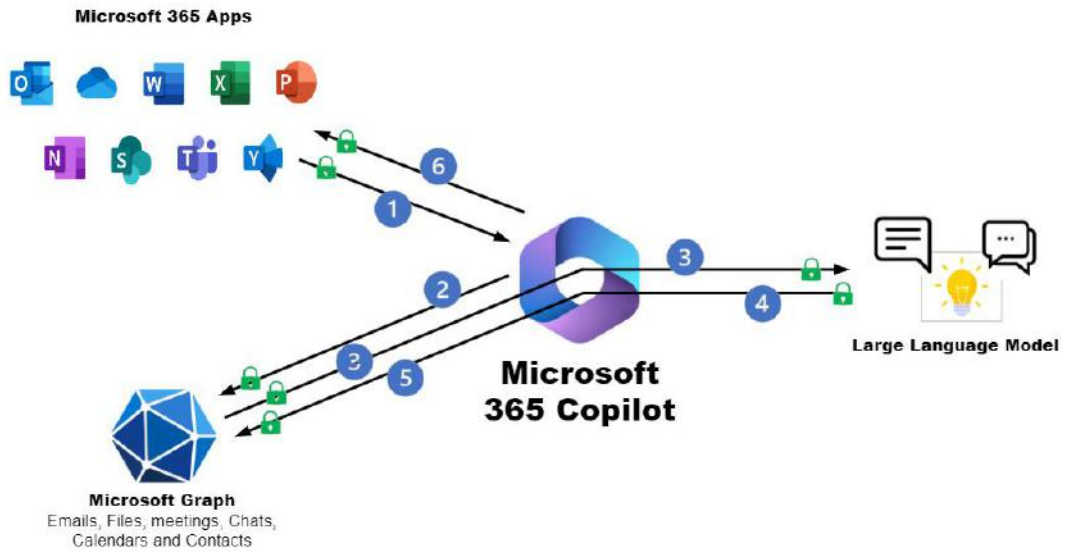 Microsoft 365 Apps
O
W
X
P
N
S
T
Y
6
1
3
2
4
3
5
Large Language Model
Microsoft
365 Copilot
Microsoft Graph
Emails, Files, meetings, Chats,
Calendars and Contacts